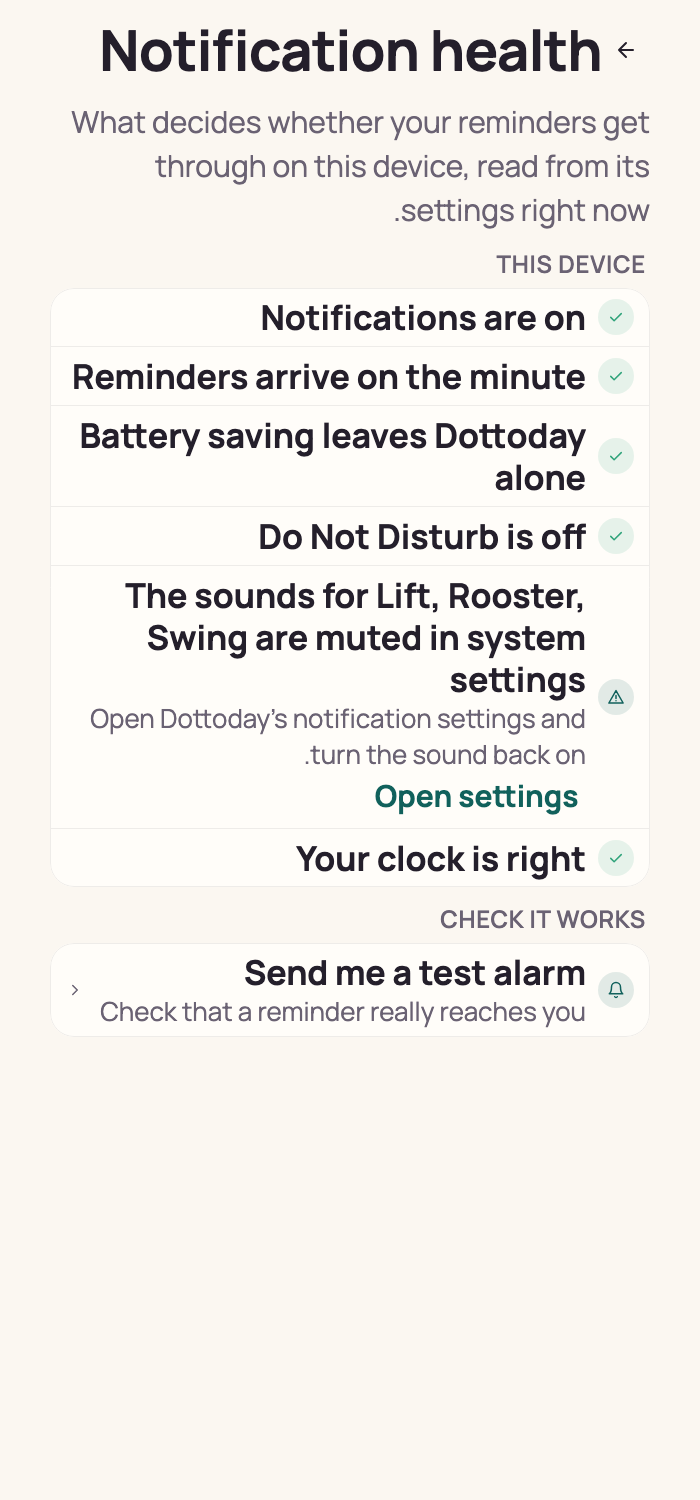 Notification health
What decides whether your reminders get
through on this device, read from its
settings right now.
THIS DEVICE
Notifications are on
Reminders arrive on the minute
Battery saving leaves Dottoday
alone
Do Not Disturb is off
The sounds for Lift, Rooster,
Swing are muted in system
settings
Open Dottoday's notification settings and
turn the sound back on.
Open settings
Your clock is right
CHECK IT WORKS
Send me a test alarm
Check that a reminder really reaches you